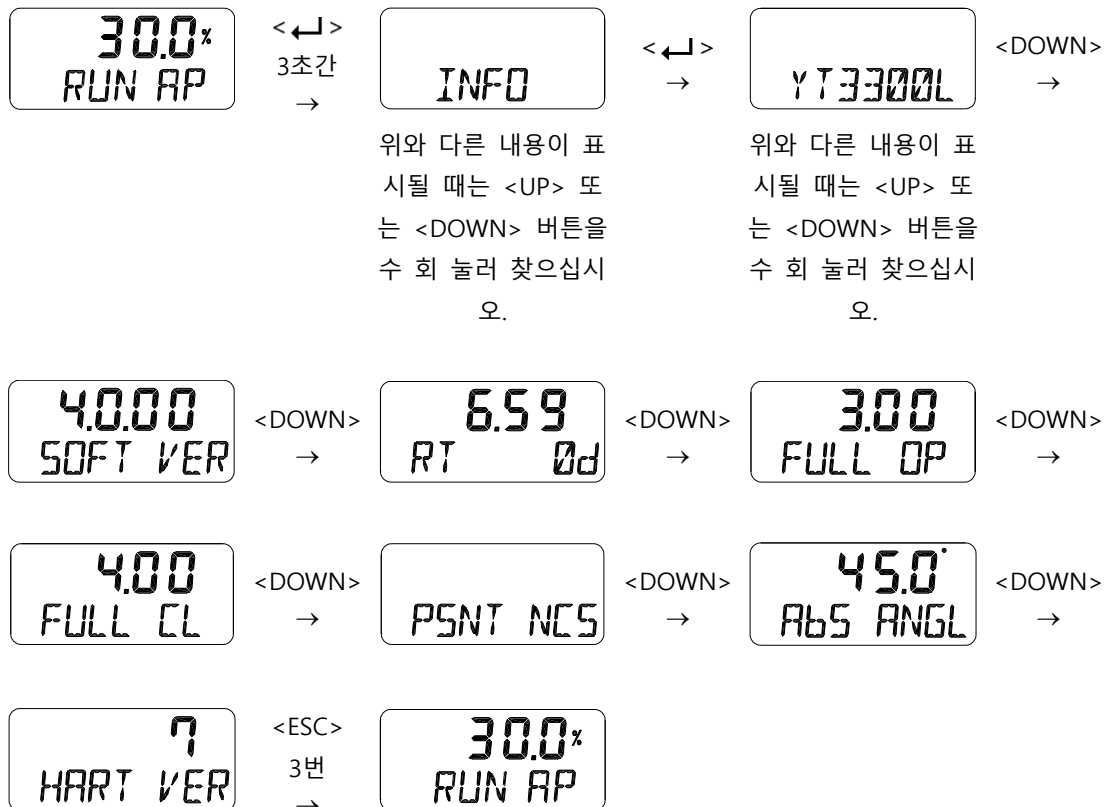 30.0%
RUN AP
< ↵ >
3초간
→
INFO
< ↵ >
→
YT3300L
<DOWN>
→
위와 다른 내용이 표
시될 때는 <UP> 또
는 <DOWN> 버튼을
수 회 눌러 찾으십시
오.
위와 다른 내용이 표
시될 때는 <UP> 또
는 <DOWN> 버튼을
수 회 눌러 찾으십시
오.
4.0.00
SOFT VER
<DOWN>
→
6.59
RT 0d
<DOWN>
→
3.00
FULL OP
<DOWN>
→
4.00
FULL CL
<DOWN>
→
PSNT NCS
<DOWN>
→
45.0°
AbS ANGL
<DOWN>
→
7
HART VER
<ESC>
3번
→
30.0%
RUN AP